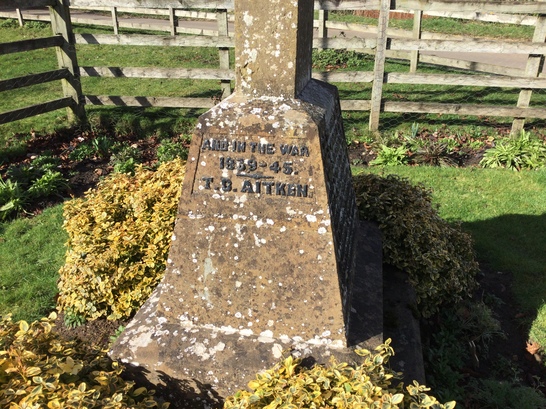 AND IN THE WAR
1939-45.
T. B. AITKEN.